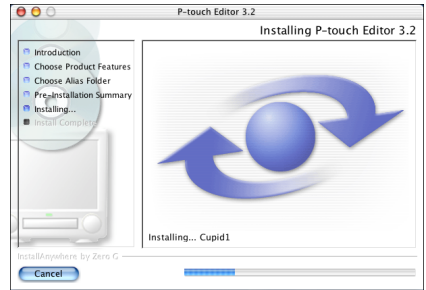 P-touch Editor 3.2
Installing P-touch Editor 3.2
Introduction
Choose Product Features
Choose Alias Folder
Pre-Installation Summary
Installing...
Install Complete
Installing... Cupid1
InstallAnywhere by Zero G
Cancel